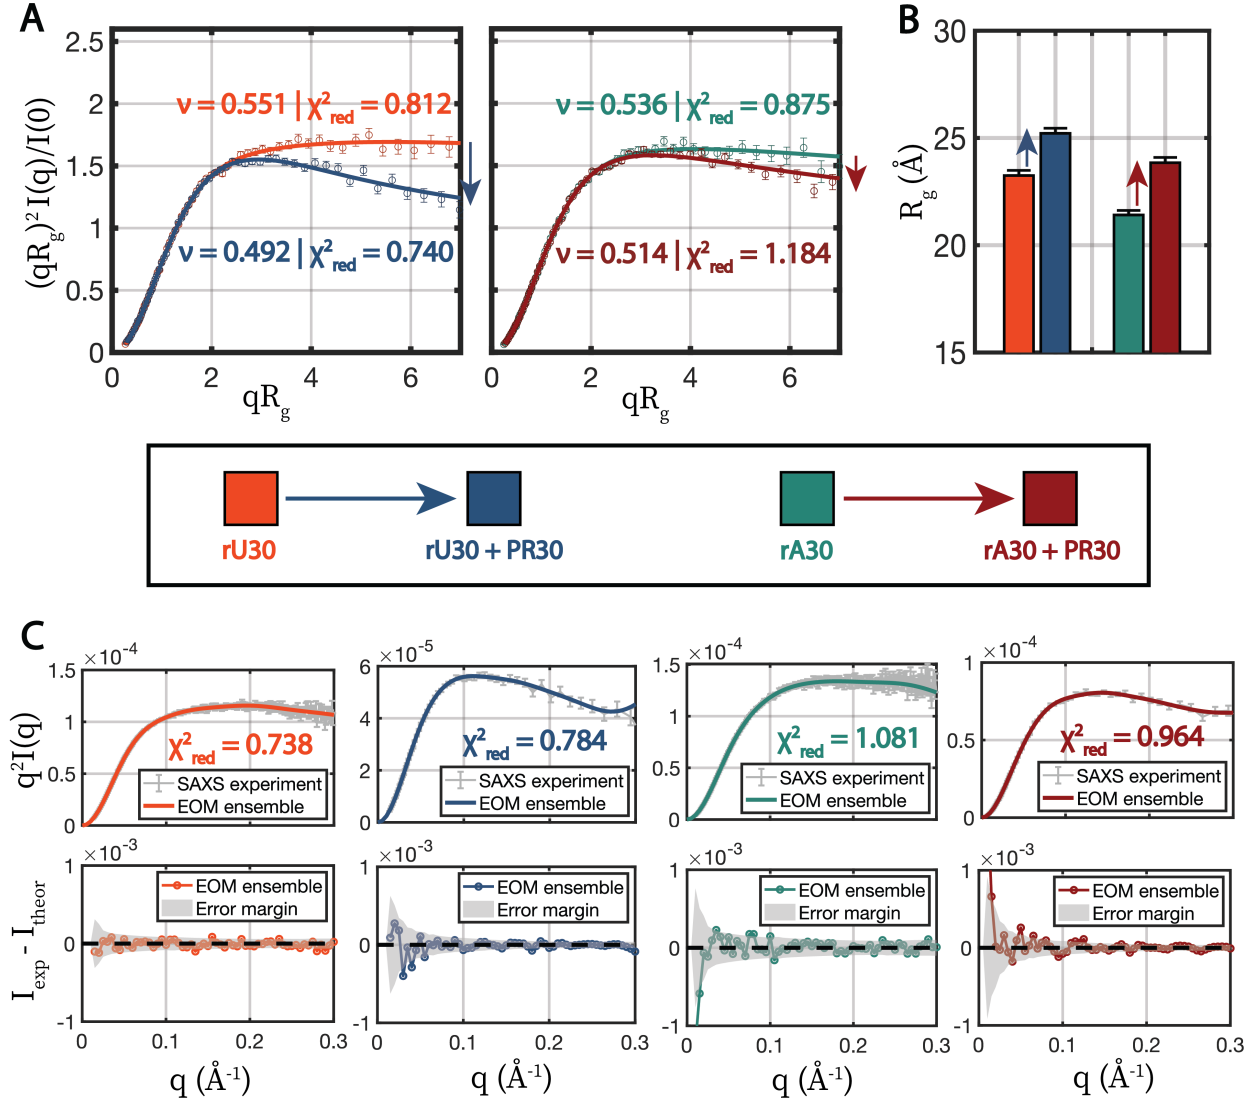 A
(qRg)² I(q)/I(0)
2.5
2
1.5
1
0.5
0
ν = 0.551 | χ²red = 0.812
ν = 0.492 | χ²red = 0.740
0 2 4 6
qRg
ν = 0.536 | χ²red = 0.875
ν = 0.514 | χ²red = 1.184
0 2 4 6
qRg
B
Rg (Å)
30
25
20
15
rU30
rU30 + PR30
rA30
rA30 + PR30
C
q²I(q)
×10⁻⁴
1.5
1
0.5
0
χ²red = 0.738
SAXS experiment
EOM ensemble
×10⁻⁵
6
4
2
0
χ²red = 0.784
SAXS experiment
EOM ensemble
×10⁻⁴
1.5
1
0.5
0
χ²red = 1.081
SAXS experiment
EOM ensemble
×10⁻⁴
1
0.5
0
χ²red = 0.964
SAXS experiment
EOM ensemble
Iexp - Itheor
×10⁻³
1
0
-1
EOM ensemble
Error margin
0 0.1 0.2 0.3
q (Å⁻¹)
×10⁻³
1
0
-1
EOM ensemble
Error margin
0 0.1 0.2 0.3
q (Å⁻¹)
×10⁻³
1
0
-1
EOM ensemble
Error margin
0 0.1 0.2 0.3
q (Å⁻¹)
×10⁻³
1
0
-1
EOM ensemble
Error margin
0 0.1 0.2 0.3
q (Å⁻¹)